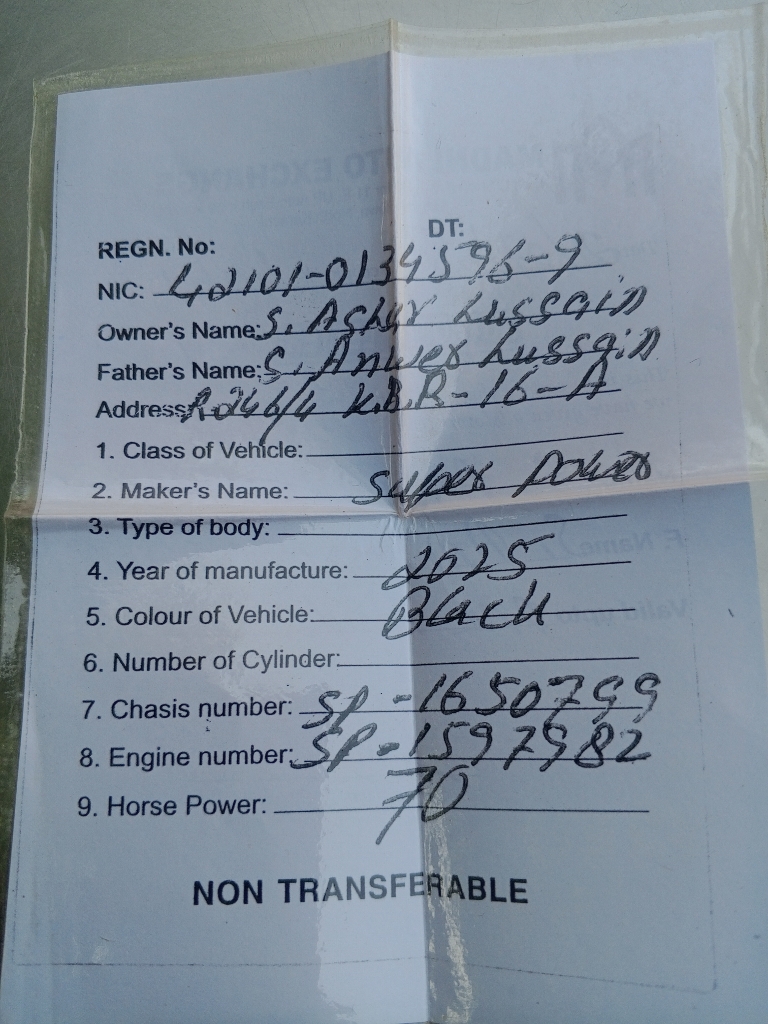 DT:
REGN. No:
NIC: 42101-0134596-9
Owner's Name: S. Ashar Hussain
Father's Name: S. Anwer Hussain
Address R-246/4 K.B.R-16-A
1. Class of Vehicle:
2. Maker's Name: Super Power
3. Type of body:
4. Year of manufacture: 2025
5. Colour of Vehicle: Black
6. Number of Cylinder:
7. Chasis number: SP-1650799
8. Engine number: SP-1597982
9. Horse Power: 70
NON TRANSFERABLE